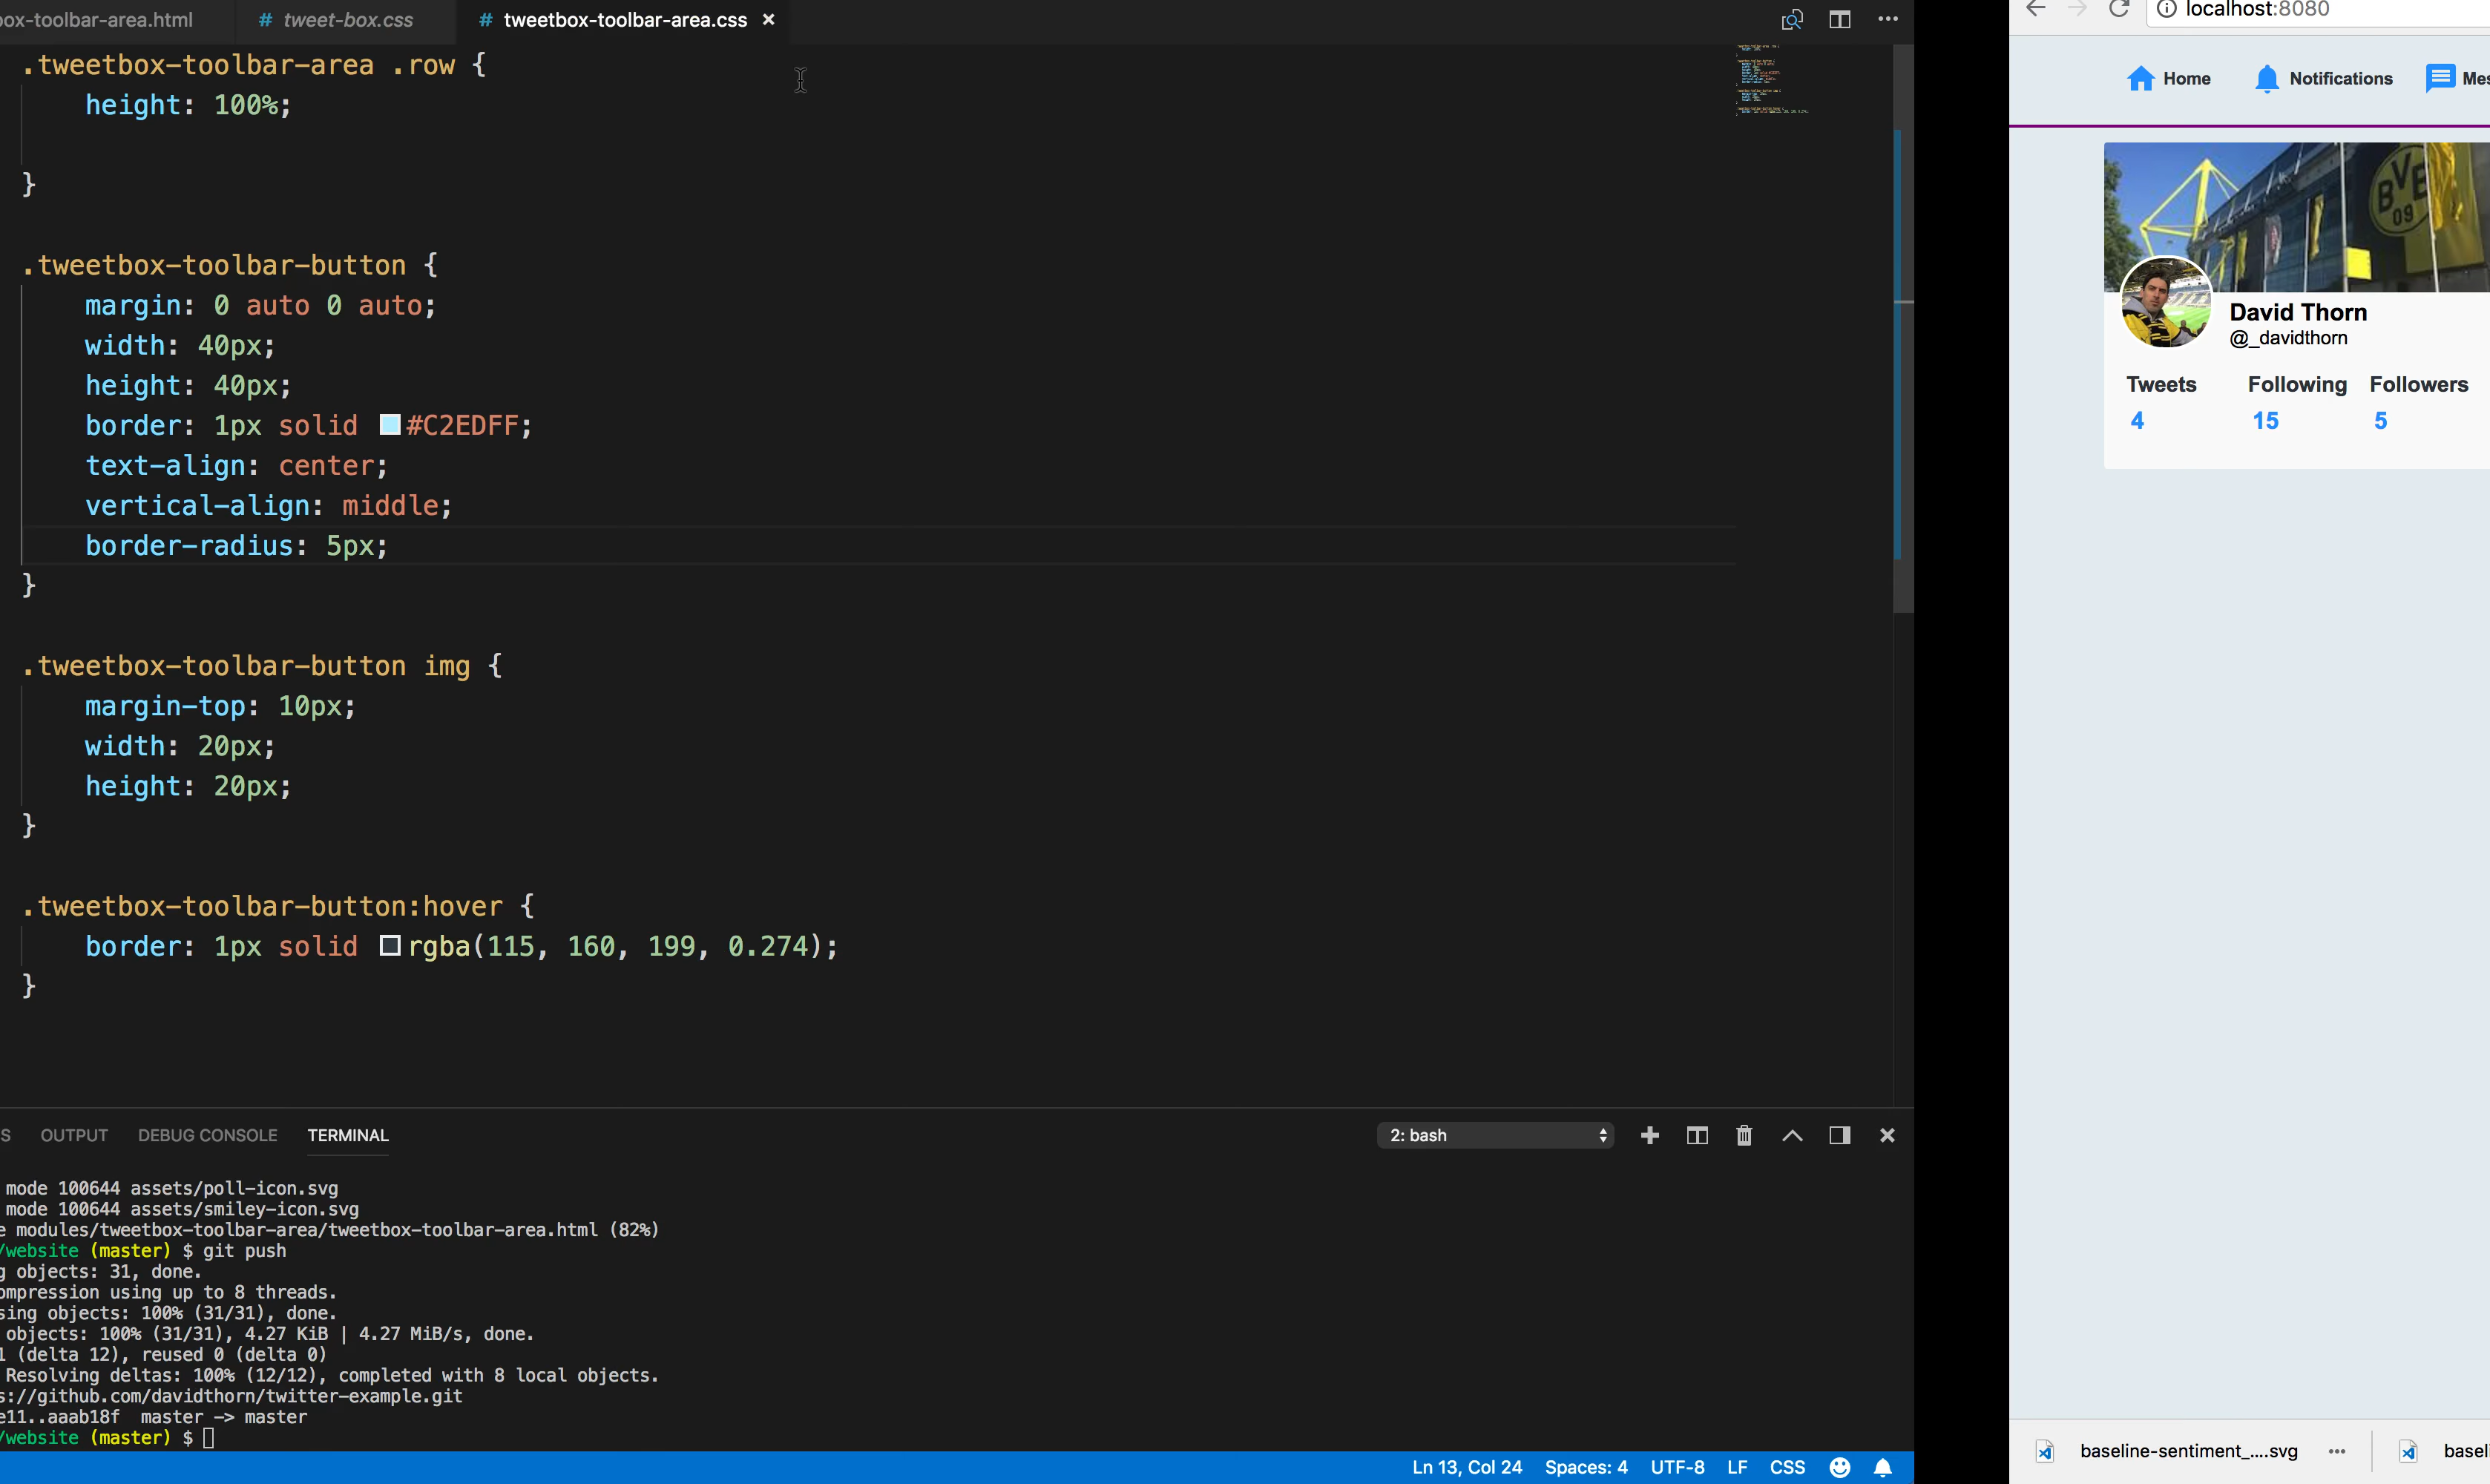 ox-toolbar-area.html
# tweet-box.css
# tweetbox-toolbar-area.css
.tweetbox-toolbar-area .row {
height: 100%;
}
.tweetbox-toolbar-button {
margin: 0 auto 0 auto;
width: 40px;
height: 40px;
border: 1px solid #C2EDFF;
text-align: center;
vertical-align: middle;
border-radius: 5px;
}
.tweetbox-toolbar-button img {
margin-top: 10px;
width: 20px;
height: 20px;
}
.tweetbox-toolbar-button:hover {
border: 1px solid rgba(115, 160, 199, 0.274);
}
S OUTPUT DEBUG CONSOLE TERMINAL
2: bash
mode 100644 assets/poll-icon.svg
mode 100644 assets/smiley-icon.svg
e modules/tweetbox-toolbar-area/tweetbox-toolbar-area.html (82%)
/website (master) $ git push
g objects: 31, done.
ompression using up to 8 threads.
sing objects: 100% (31/31), done.
objects: 100% (31/31), 4.27 KiB | 4.27 MiB/s, done.
l (delta 12), reused 0 (delta 0)
Resolving deltas: 100% (12/12), completed with 8 local objects.
s://github.com/davidthorn/twitter-example.git
e11..aaab18f master -> master
/website (master) $
Ln 13, Col 24 Spaces: 4 UTF-8 LF CSS
localhost:8080
Home Notifications Mes
BVB
09
David Thorn
@_davidthorn
Tweets Following Followers
4 15 5
baseline-sentiment_....svg
basel